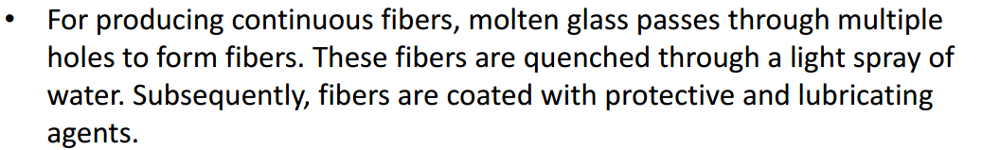 • For producing continuous fibers, molten glass passes through multiple
holes to form fibers. These fibers are quenched through a light spray of
water. Subsequently, fibers are coated with protective and lubricating
agents.